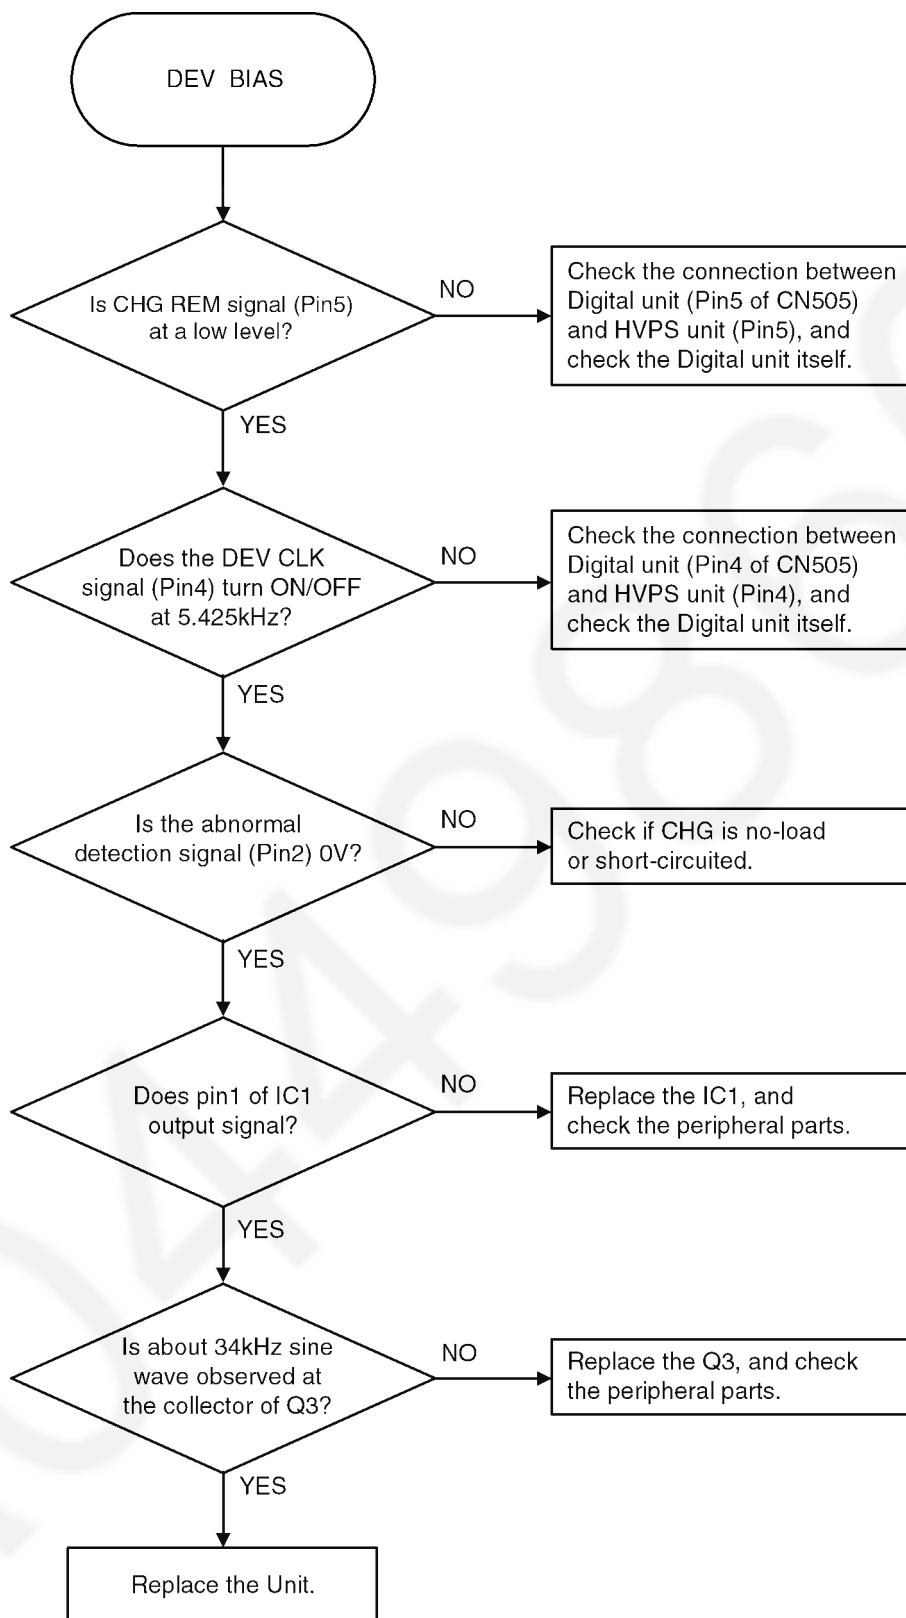 DEV BIAS
Is CHG REM signal (Pin5)
at a low level?
NO
Check the connection between
Digital unit (Pin5 of CN505)
and HVPS unit (Pin5), and
check the Digital unit itself.
YES
Does the DEV CLK
signal (Pin4) turn ON/OFF
at 5.425kHz?
NO
Check the connection between
Digital unit (Pin4 of CN505)
and HVPS unit (Pin4), and
check the Digital unit itself.
YES
Is the abnormal
detection signal (Pin2) 0V?
NO
Check if CHG is no-load
or short-circuited.
YES
Does pin1 of IC1
output signal?
NO
Replace the IC1, and
check the peripheral parts.
YES
Is about 34kHz sine
wave observed at
the collector of Q3?
NO
Replace the Q3, and check
the peripheral parts.
YES
Replace the Unit.